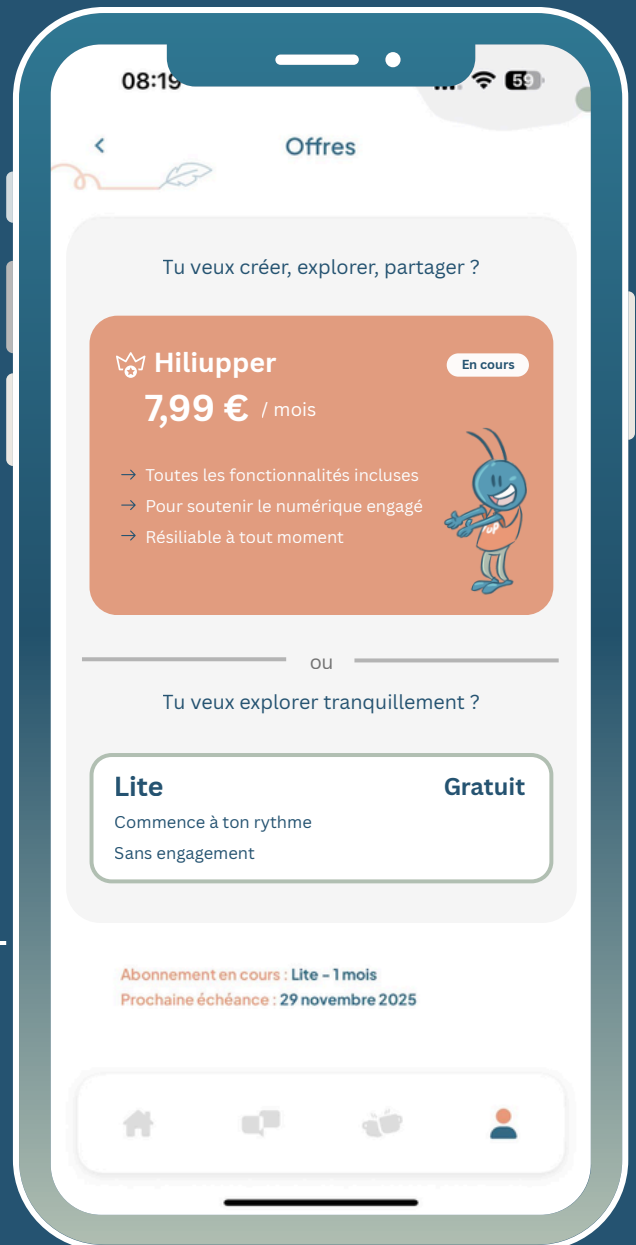 08:19
59
Offres
Tu veux créer, explorer, partager ?
Hiliupper
En cours
7,99 € / mois
→ Toutes les fonctionnalités incluses
→ Pour soutenir le numérique engagé
→ Résiliable à tout moment
'up
ou
Tu veux explorer tranquillement ?
Lite
Gratuit
Commence à ton rythme
Sans engagement
Abonnement en cours : Lite – 1 mois
Prochaine échéance : 29 novembre 2025